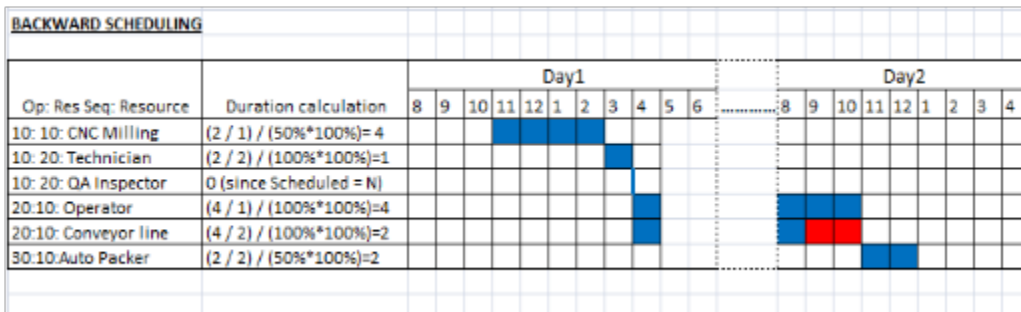 BACKWARD SCHEDULING
Day1 Day2
Op: Res Seq: Resource Duration calculation 8 9 10 11 12 1 2 3 4 5 6 ............. 8 9 10 11 12 1 2 3 4
10: 10: CNC Milling (2 / 1) / (50%*100%)= 4
10: 20: Technician (2 / 2) / (100%*100%)=1
10: 20: QA Inspector 0 (since Scheduled = N)
20:10: Operator (4 / 1) / (100%*100%)=4
20:10: Conveyor line (4 / 2) / (100%*100%)=2
30:10:Auto Packer (2 / 2) / (50%*100%)=2